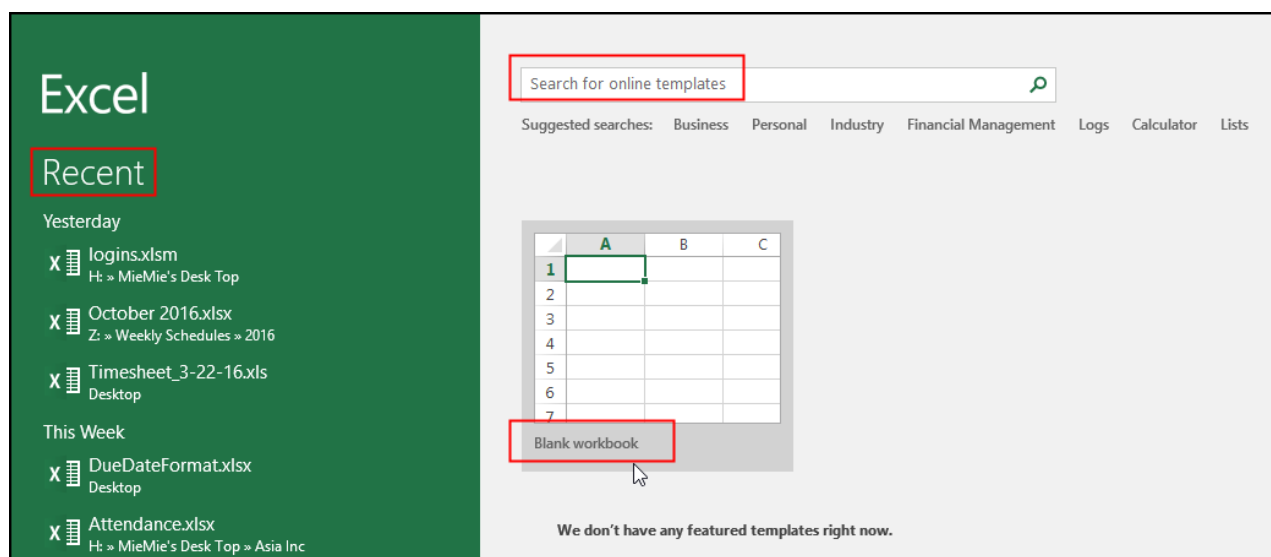 Excel
Recent
Yesterday
logins.xlsm
H: » MieMie's Desk Top
October 2016.xlsx
Z: » Weekly Schedules » 2016
Timesheet_3-22-16.xls
Desktop
This Week
DueDateFormat.xlsx
Desktop
Attendance.xlsx
H: » MieMie's Desk Top » Asia Inc
Search for online templates
Suggested searches: Business Personal Industry Financial Management Logs Calculator Lists
A B C
1
2
3
4
5
6
7
Blank workbook
We don't have any featured templates right now.